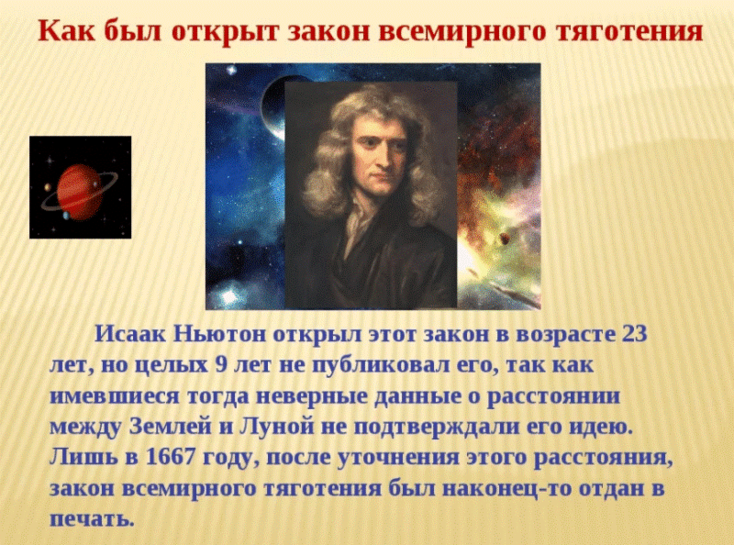 Как был открыт закон всемирного тяготения
Исаак Ньютон открыл этот закон в возрасте 23
лет, но целых 9 лет не публиковал его, так как
имевшиеся тогда неверные данные о расстоянии
между Землей и Луной не подтверждали его идею.
Лишь в 1667 году, после уточнения этого расстояния,
закон всемирного тяготения был наконец-то отдан в
печать.